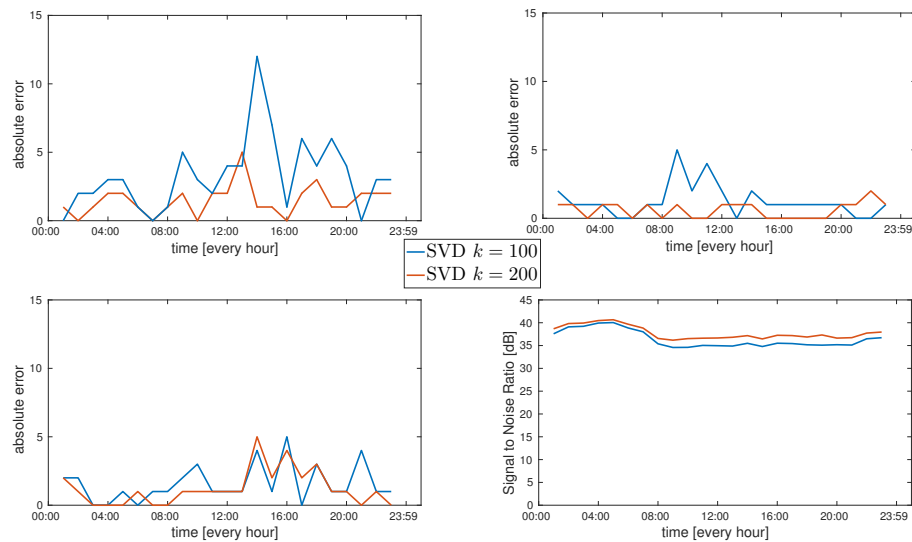 15
10
5
0
absolute error
00:00 04:00 08:00 12:00 16:00 20:00 23:59
time [every hour]
15
10
5
0
absolute error
00:00 04:00 08:00 12:00 16:00 20:00 23:59
time [every hour]
SVD k = 100
SVD k = 200
15
10
5
0
absolute error
00:00 04:00 08:00 12:00 16:00 20:00 23:59
time [every hour]
45
40
35
30
25
20
15
10
5
0
Signal to Noise Ratio [dB]
00:00 04:00 08:00 12:00 16:00 20:00 23:59
time [every hour]